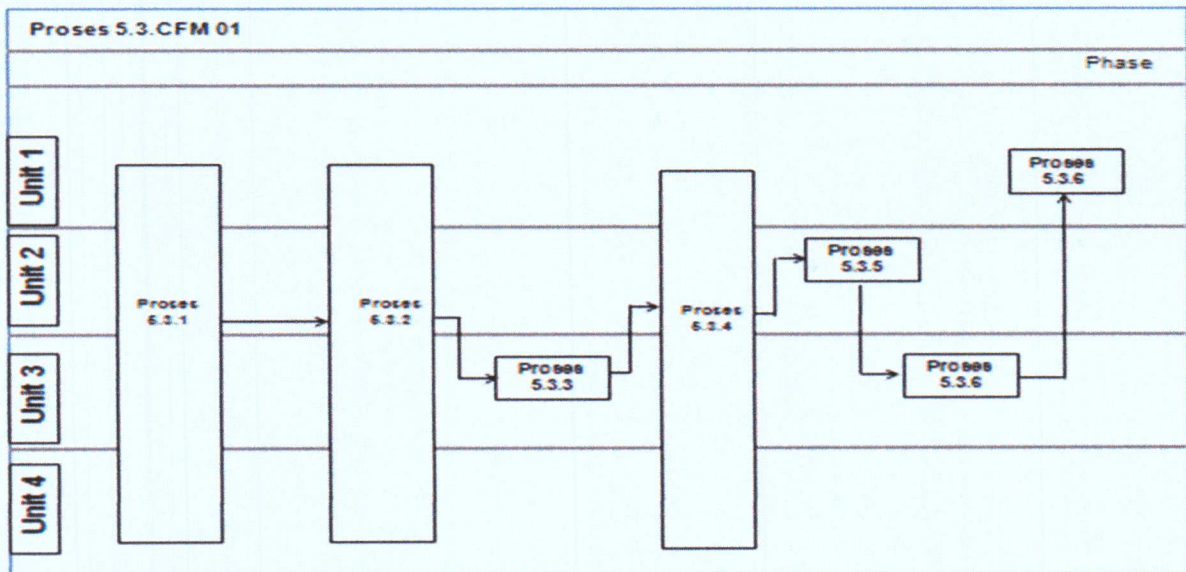 Proses 5.3.CFM 01
Phase
Unit 1
Unit 2
Unit 3
Unit 4
Proses
5.3.1
Proses
5.3.2
Proses
5.3.3
Proses
5.3.4
Proses
5.3.5
Proses
5.3.6
Proses
5.3.6